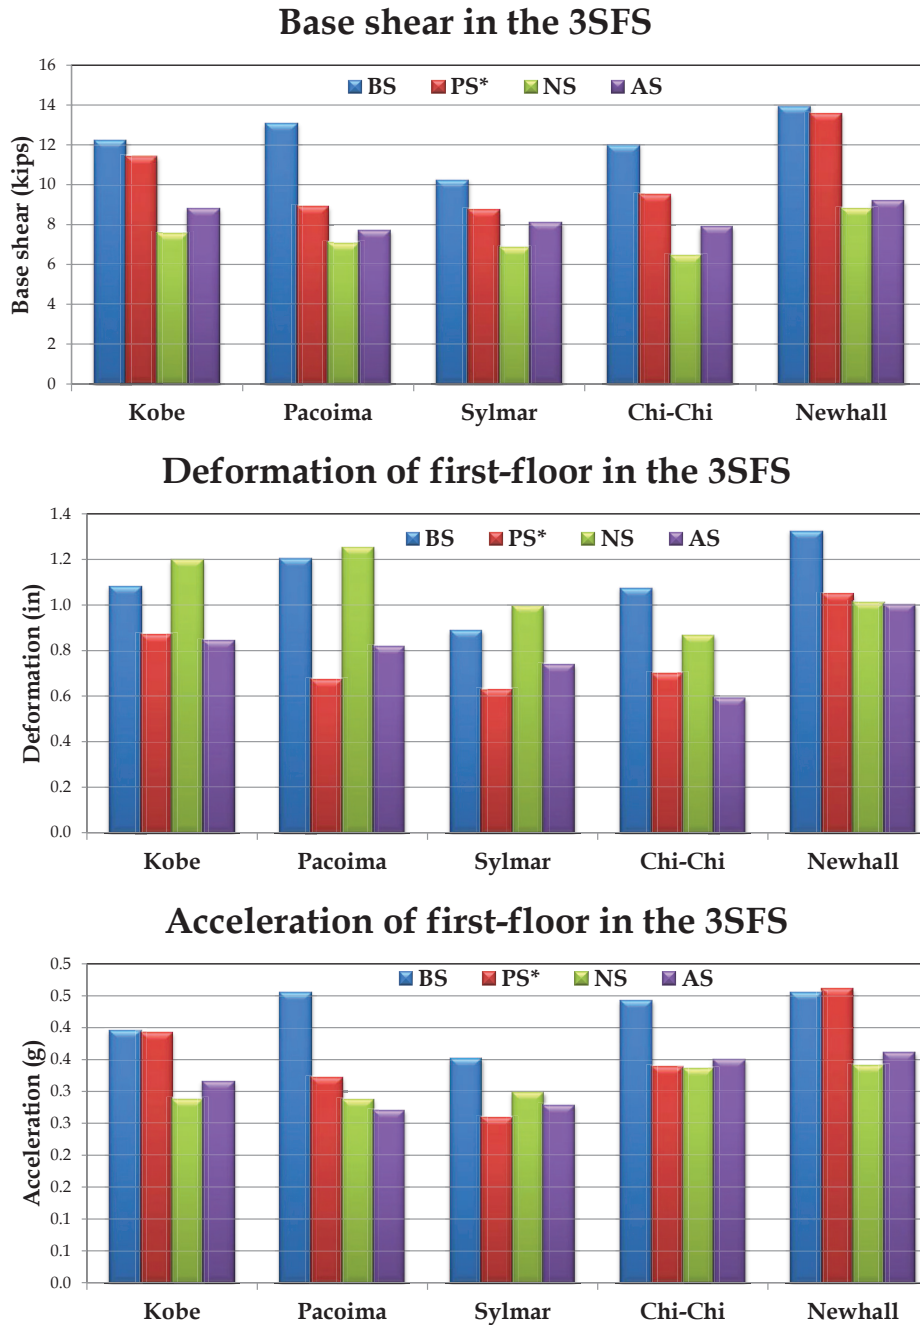 Base shear in the 3SFS
16
14
12
10
8
6
4
2
0
Base shear (kips)
BS PS* NS AS
Kobe Pacoima Sylmar Chi-Chi Newhall
Deformation of first-floor in the 3SFS
1.4
1.2
1.0
0.8
0.6
0.4
0.2
0.0
Deformation (in)
BS PS* NS AS
Kobe Pacoima Sylmar Chi-Chi Newhall
Acceleration of first-floor in the 3SFS
0.5
0.5
0.4
0.4
0.3
0.3
0.2
0.2
0.1
0.1
0.0
Acceleration (g)
BS PS* NS AS
Kobe Pacoima Sylmar Chi-Chi Newhall